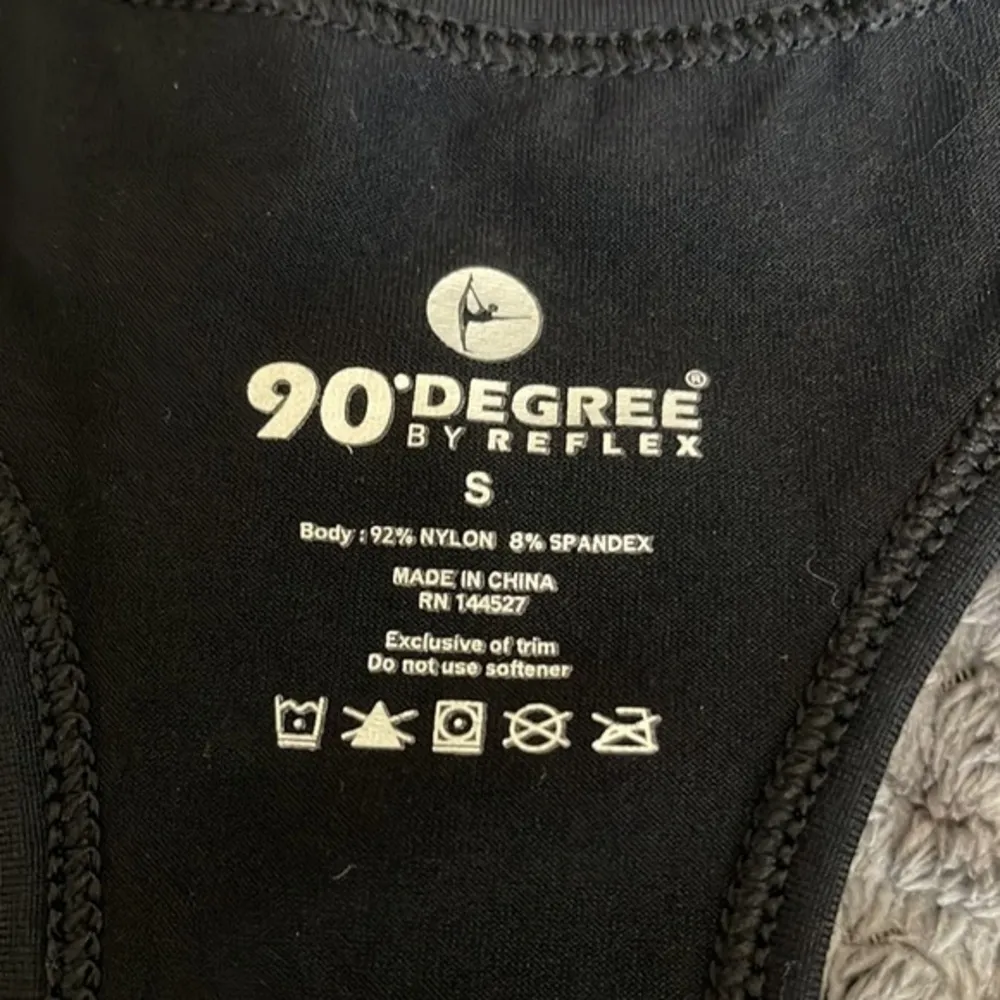 90°DEGREE®
BY REFLEX
S
Body : 92% NYLON 8% SPANDEX
MADE IN CHINA
RN 144527
Exclusive of trim
Do not use softener